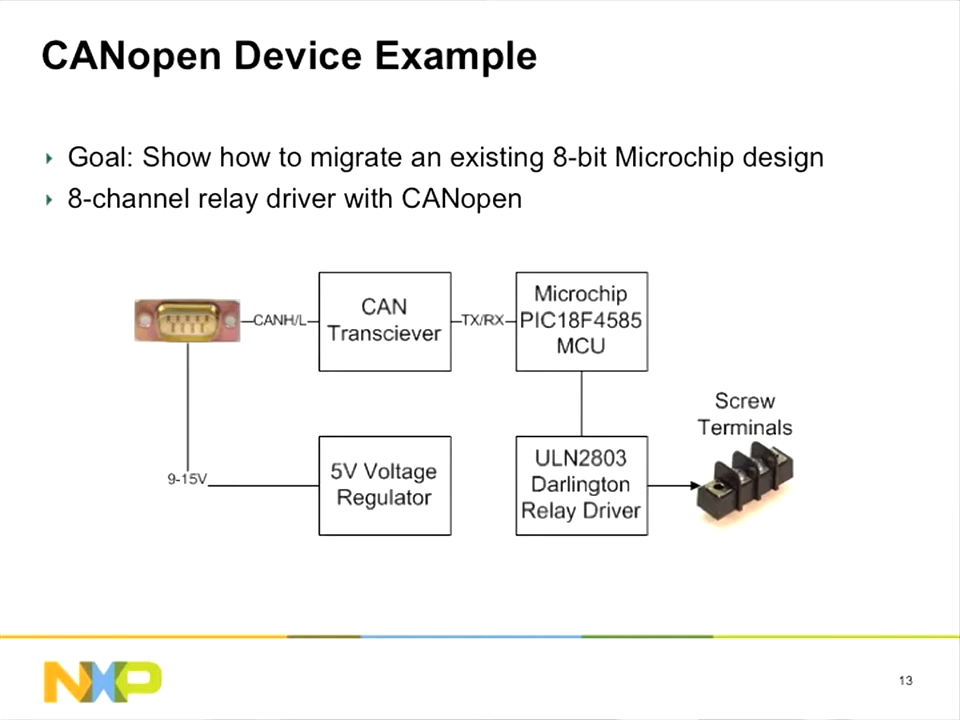 CANopen Device Example
Goal: Show how to migrate an existing 8-bit Microchip design
8-channel relay driver with CANopen
CANH/L
CAN
Transciever
TX/RX
Microchip
PIC18F4585
MCU
Screw
Terminals
9-15V
5V Voltage
Regulator
ULN2803
Darlington
Relay Driver
NXP
13